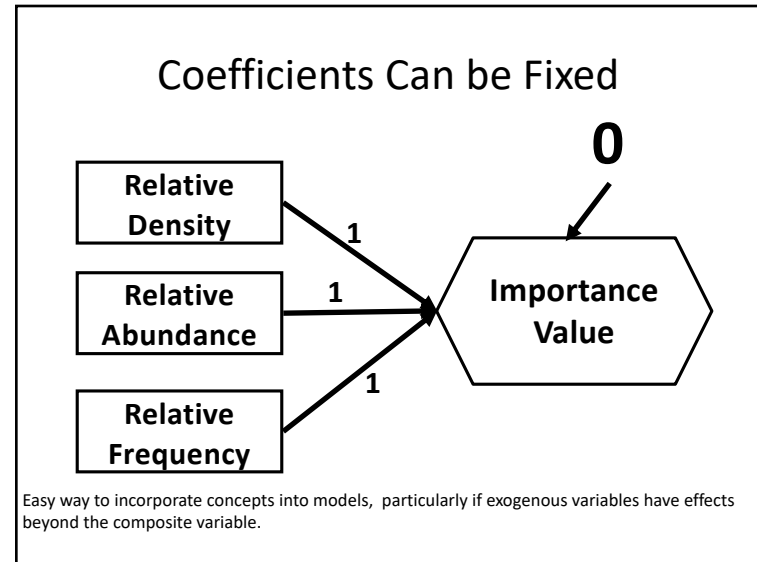 Coefficients Can be Fixed
0
Relative
Density
1
Relative
Abundance
1
Importance
Value
1
Relative
Frequency
Easy way to incorporate concepts into models, particularly if exogenous variables have effects
beyond the composite variable.